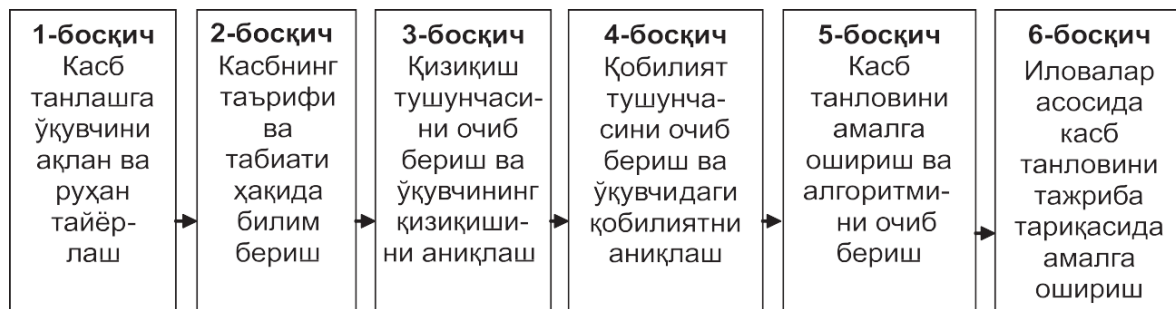 1-босқич
Касб
танлашга
ўқувчини
ақлан ва
руҳан
тайёр-
лаш
2-босқич
Касбнинг
таърифи
ва
табиати
ҳақида
билим
бериш
3-босқич
Қизиқиш
тушунчаси-
ни очиб
бериш ва
ўқувчининг
қизиқиши-
ни аниқлаш
4-босқич
Қобилият
тушунча-
сини очиб
бериш ва
ўқувчидаги
қобилиятни
аниқлаш
5-босқич
Касб
танловини
амалга
ошириш ва
алгоритми-
ни очиб
бериш
6-босқич
Иловалар
асосида
касб
танловини
тажриба
тариқасида
амалга
ошириш